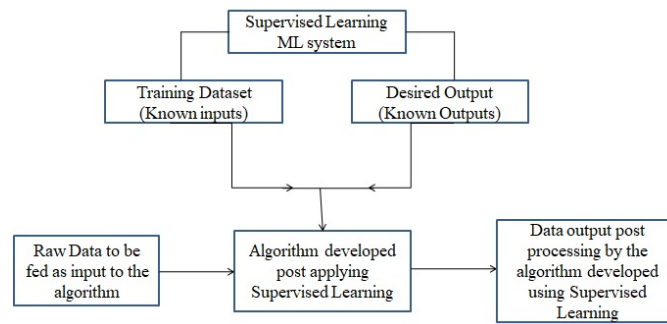 Supervised Learning
ML system
Training Dataset
(Known inputs)
Desired Output
(Known Outputs)
Raw Data to be
fed as input to the
algorithm
Algorithm developed
post applying
Supervised Learning
Data output post
processing by the
algorithm developed
using Supervised
Learning